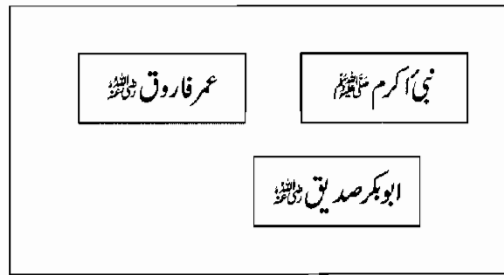 نبیٔ اکرم ﷺ
عمر فاروق رضی اللہ عنہ
ابوبکر صدیق رضی اللہ عنہ